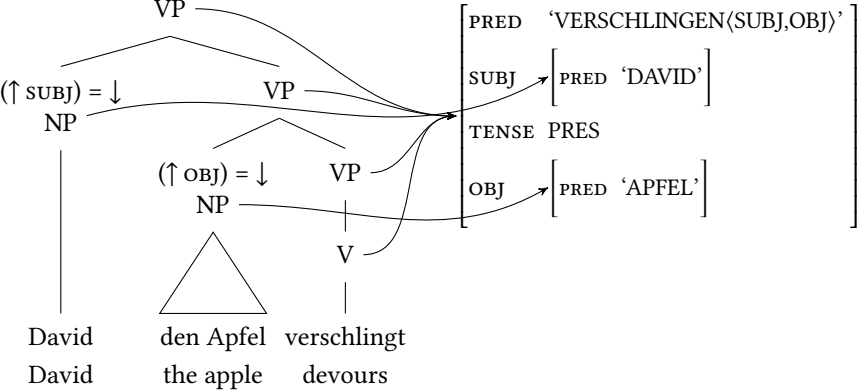 VP
PRED ‘VERSCHLINGEN⟨SUBJ,OBJ⟩’
(↑ SUBJ) = ↓
VP
SUBJ [PRED ‘DAVID’]
NP
TENSE PRES
(↑ OBJ) = ↓
VP
OBJ [PRED ‘APFEL’]
NP
V
David den Apfel verschlingt
David the apple devours